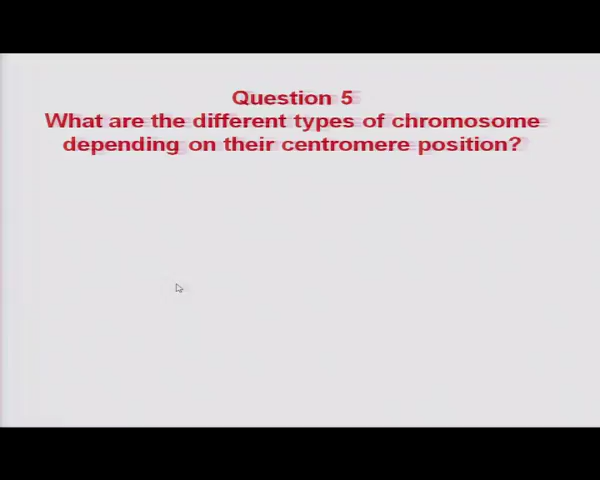 Question 5
What are the different types of chromosome
depending on their centromere position?